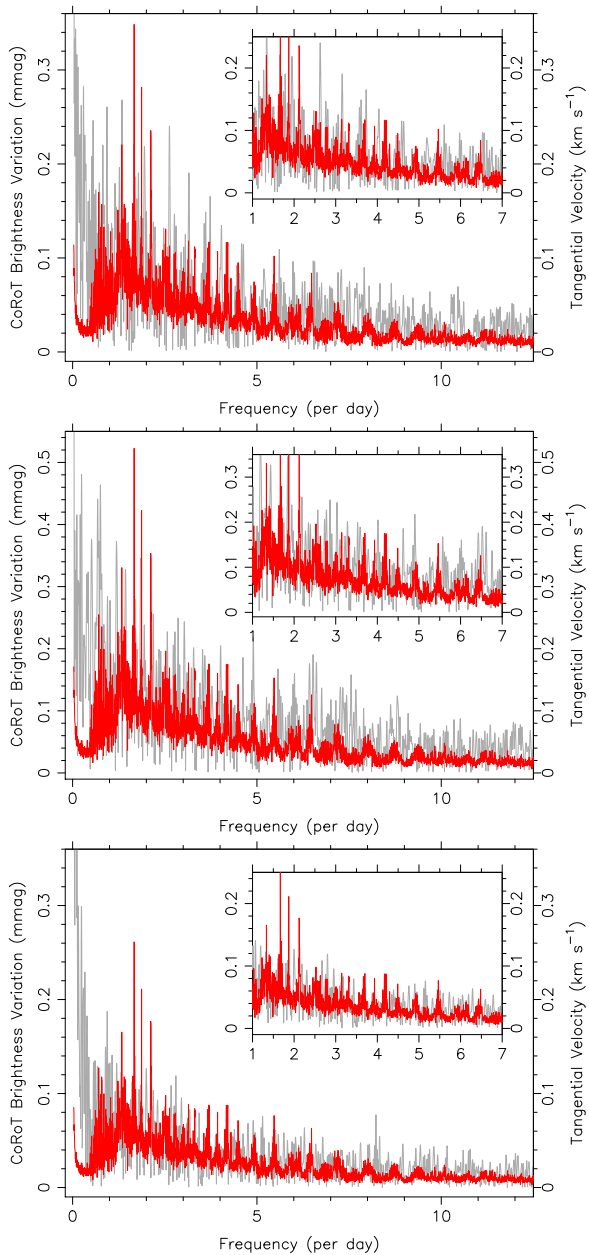 CoRoT Brightness Variation (mmag)
0 0.1 0.2 0.3
0 5 10
Frequency (per day)
Tangential Velocity (km s⁻¹)
0 0.1 0.2 0.3
0 0.1 0.2
1 2 3 4 5 6 7
0 0.1 0.2
CoRoT Brightness Variation (mmag)
0 0.1 0.2 0.3 0.4 0.5
0 5 10
Frequency (per day)
Tangential Velocity (km s⁻¹)
0 0.1 0.2 0.3 0.4 0.5
0 0.1 0.2 0.3
1 2 3 4 5 6 7
0 0.1 0.2 0.3
CoRoT Brightness Variation (mmag)
0 0.1 0.2 0.3
0 5 10
Frequency (per day)
Tangential Velocity (km s⁻¹)
0 0.1 0.2 0.3
0 0.1 0.2
1 2 3 4 5 6 7
0 0.1 0.2